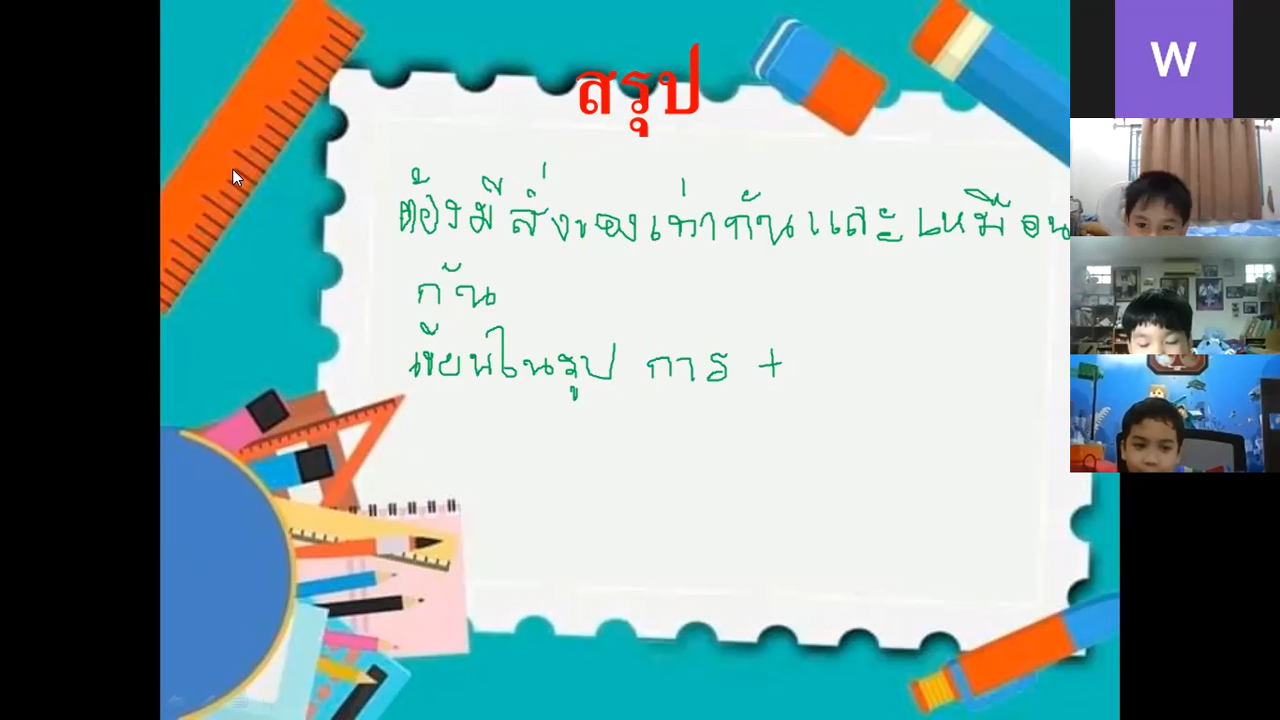 สรุป
ต้องมีสิ่งของเท่ากันและเหมือน
กัน
เขียนในรูป การ +
W